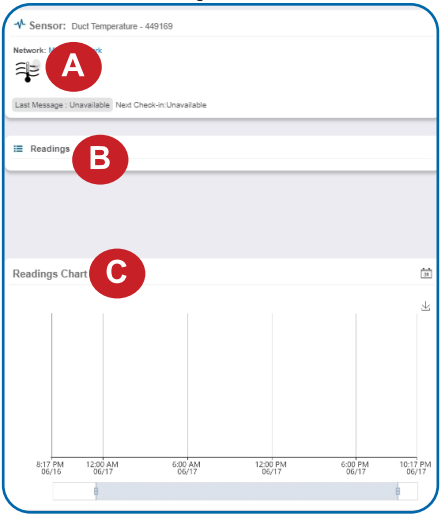 Sensor: Duct Temperature - 449169
Network:
A
Last Message : Unavailable Next Check-in:Unavailable
Readings
B
Readings Chart
C
8:17 PM 12:00 AM 6:00 AM 12:00 PM 6:00 PM 10:17 PM
06/16 06/17 06/17 06/17 06/17 06/17